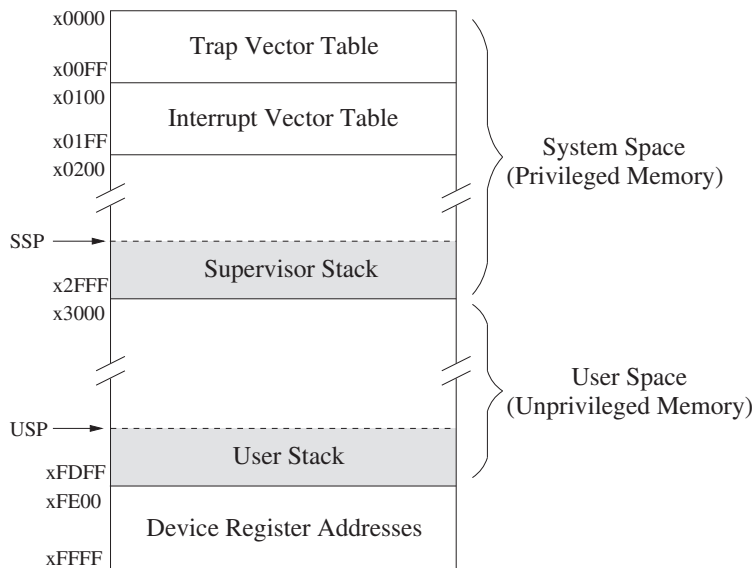 x0000
Trap Vector Table
x00FF
x0100
Interrupt Vector Table
x01FF
x0200
System Space
(Privileged Memory)
SSP
Supervisor Stack
x2FFF
x3000
User Space
(Unprivileged Memory)
USP
User Stack
xFDFF
xFE00
Device Register Addresses
xFFFF